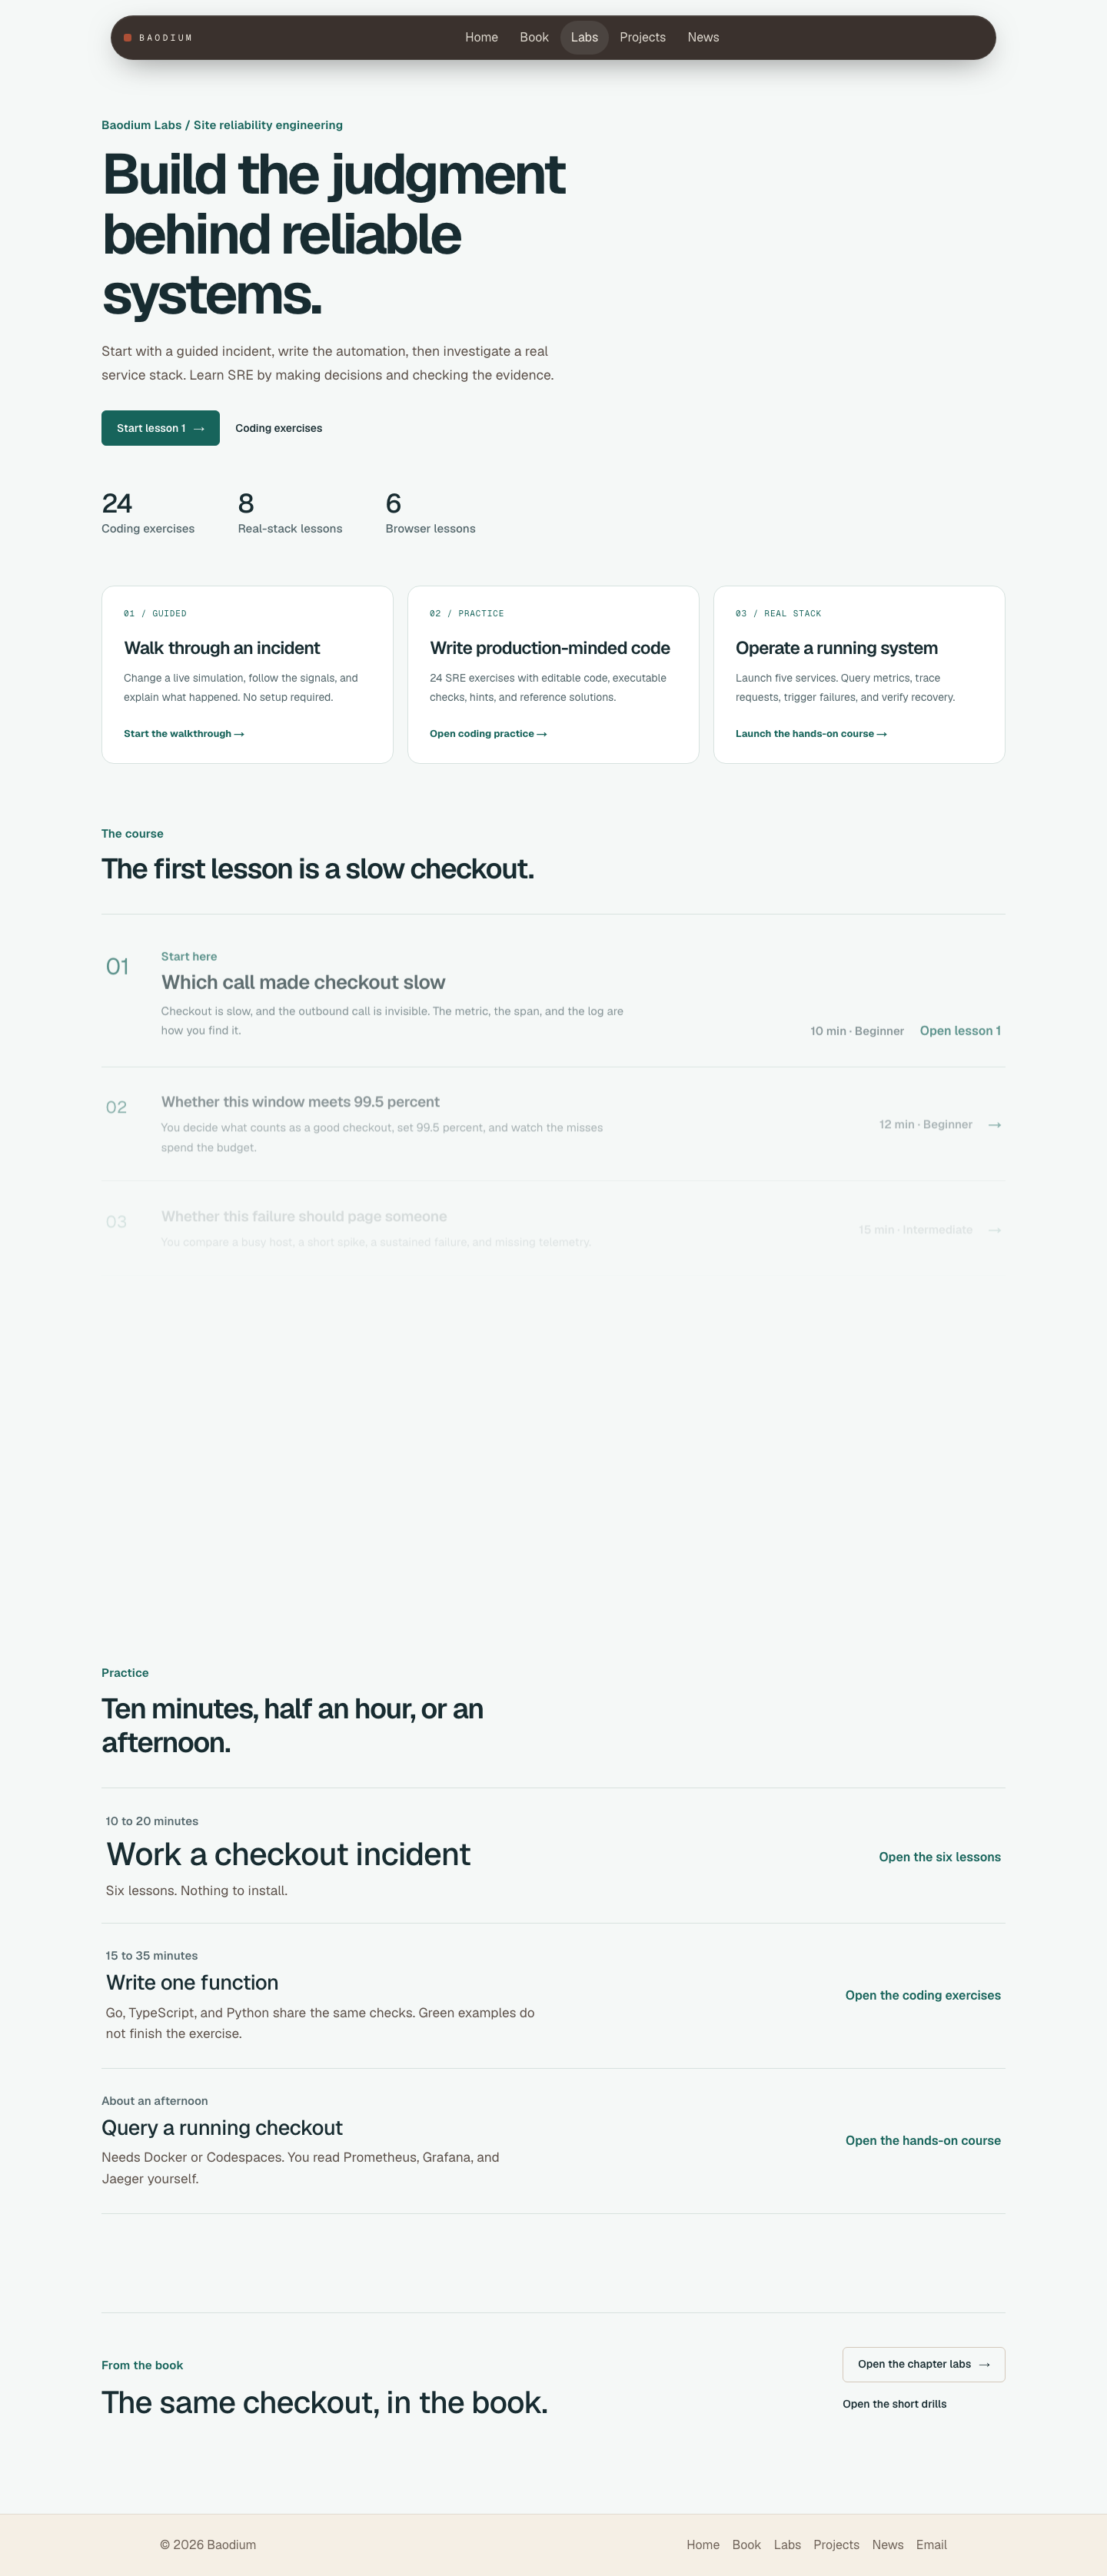 BAODIUM
Home Book Labs Projects News
Baodium Labs / Site reliability engineering
Build the judgment
behind reliable
systems.
Start with a guided incident, write the automation, then investigate a real
service stack. Learn SRE by making decisions and checking the evidence.
Start lesson 1 →
Coding exercises
24
Coding exercises
8
Real-stack lessons
6
Browser lessons
01 / GUIDED
Walk through an incident
Change a live simulation, follow the signals, and
explain what happened. No setup required.
Start the walkthrough →
02 / PRACTICE
Write production-minded code
24 SRE exercises with editable code, executable
checks, hints, and reference solutions.
Open coding practice →
03 / REAL STACK
Operate a running system
Launch five services. Query metrics, trace
requests, trigger failures, and verify recovery.
Launch the hands-on course →
The course
The first lesson is a slow checkout.
01
Start here
Which call made checkout slow
Checkout is slow, and the outbound call is invisible. The metric, the span, and the log are
how you find it.
10 min · Beginner
Open lesson 1
02
Whether this window meets 99.5 percent
You decide what counts as a good checkout, set 99.5 percent, and watch the misses
spend the budget.
12 min · Beginner →
03
Whether this failure should page someone
You compare a busy host, a short spike, a sustained failure, and missing telemetry.
15 min · Intermediate →
Practice
Ten minutes, half an hour, or an
afternoon.
10 to 20 minutes
Work a checkout incident
Six lessons. Nothing to install.
Open the six lessons
15 to 35 minutes
Write one function
Go, TypeScript, and Python share the same checks. Green examples do
not finish the exercise.
Open the coding exercises
About an afternoon
Query a running checkout
Needs Docker or Codespaces. You read Prometheus, Grafana, and
Jaeger yourself.
Open the hands-on course
From the book
The same checkout, in the book.
Open the chapter labs →
Open the short drills
© 2026 Baodium
Home Book Labs Projects News Email